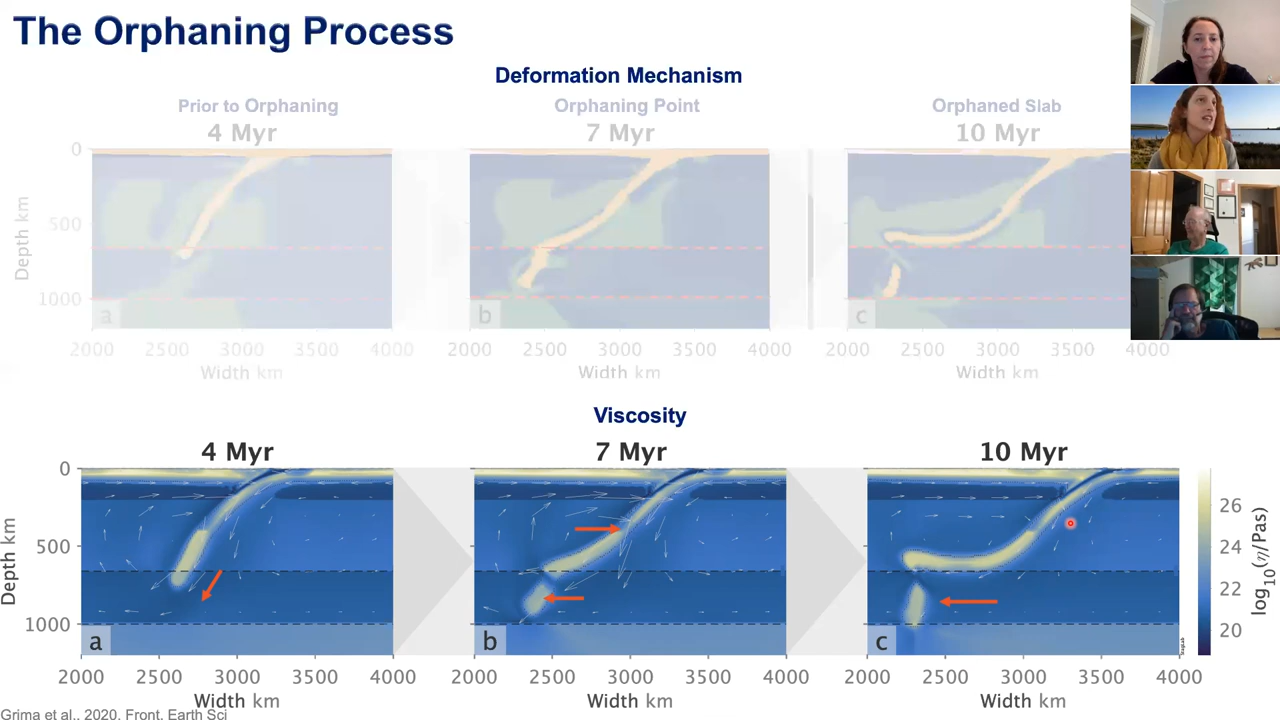 The Orphaning Process
Deformation Mechanism
Prior to Orphaning
Orphaning Point
Orphaned Slab
4 Myr
7 Myr
10 Myr
0
500
1000
Depth km
a
b
c
2000 2500 3000 3500 4000
2000 2500 3000 3500 4000
2000 2500 3000 3500 4000
Width km
Width km
Width km
Viscosity
4 Myr
7 Myr
10 Myr
0
500
1000
Depth km
a
b
c
26
24
22
20
log10(η/Pas)
2000 2500 3000 3500 4000
2000 2500 3000 3500 4000
2000 2500 3000 3500 4000
Width km
Width km
Width km
Grima et al., 2020. Front. Earth Sci